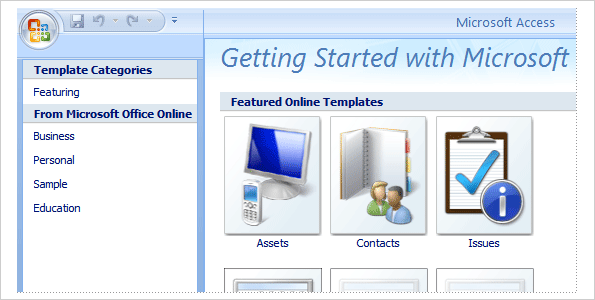 Microsoft Access
Template Categories
Featuring
From Microsoft Office Online
Business
Personal
Sample
Education
Getting Started with Microsoft
Featured Online Templates
Assets
Contacts
Issues